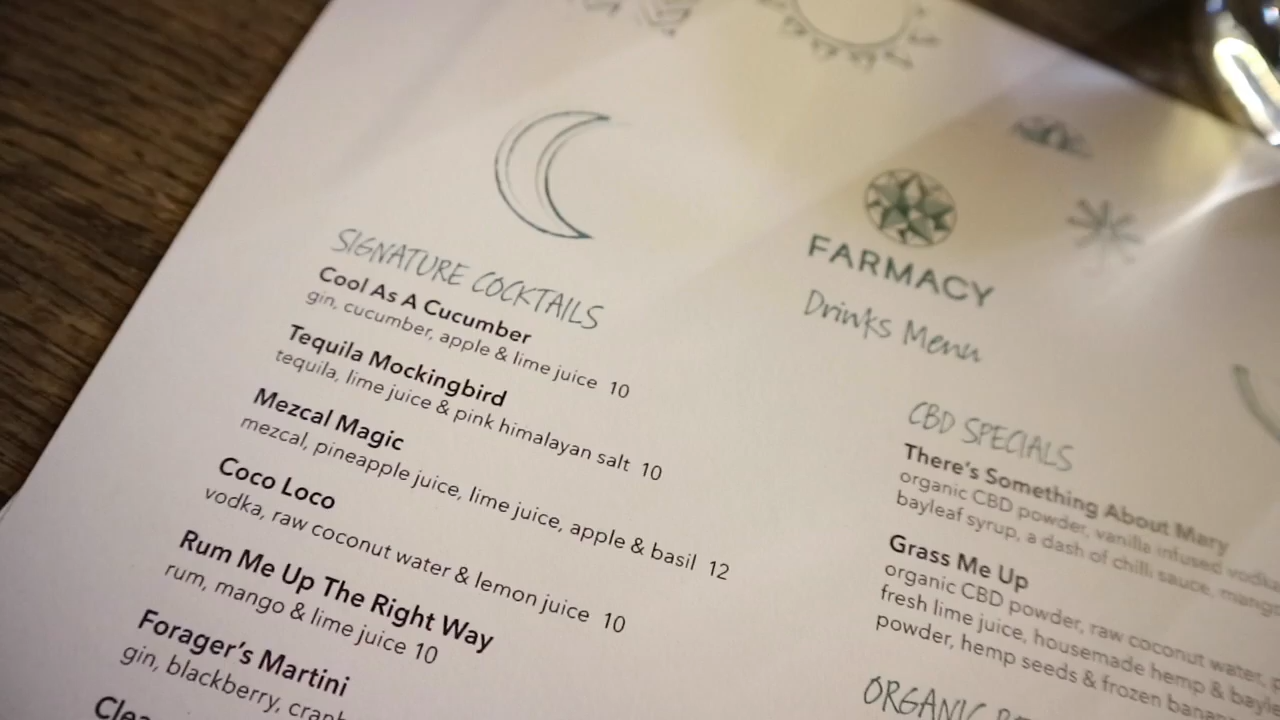 SIGNATURE COCKTAILS
Cool As A Cucumber
gin, cucumber, apple & lime juice 10
Tequila Mockingbird
tequila, lime juice & pink himalayan salt 10
Mezcal Magic
mezcal, pineapple juice, lime juice, apple & basil 12
Coco Loco
vodka, raw coconut water & lemon juice 10
Rum Me Up The Right Way
rum, mango & lime juice 10
Forager's Martini
gin, blackberry,
FARMACY
Drinks Menu
CBD SPECIALS
There's Something About Mary
organic CBD powder, vanilla infused vodka
bayleaf syrup, a dash of chilli sauce,
Grass Me Up
organic CBD powder, raw coconut water,
fresh lime juice, housemade hemp &
powder, hemp seeds & frozen
ORGANIC